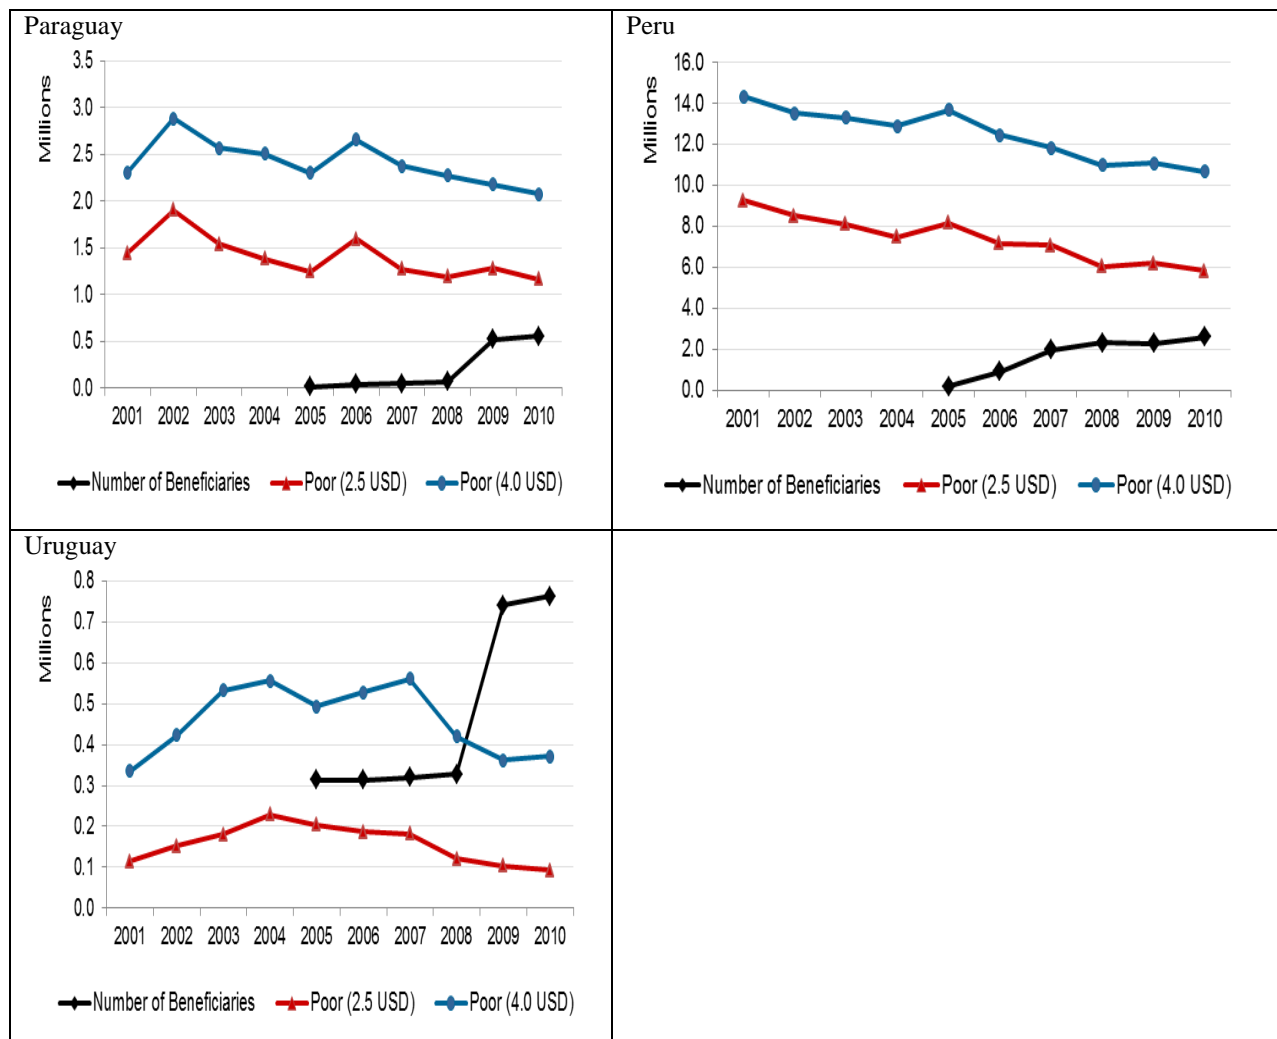 Paraguay
Millions
3.5
3.0
2.5
2.0
1.5
1.0
0.5
0.0
2001 2002 2003 2004 2005 2006 2007 2008 2009 2010
Number of Beneficiaries Poor (2.5 USD) Poor (4.0 USD)
Peru
Millions
16.0
14.0
12.0
10.0
8.0
6.0
4.0
2.0
0.0
2001 2002 2003 2004 2005 2006 2007 2008 2009 2010
Number of Beneficiaries Poor (2.5 USD) Poor (4.0 USD)
Uruguay
Millions
0.8
0.7
0.6
0.5
0.4
0.3
0.2
0.1
0.0
2001 2002 2003 2004 2005 2006 2007 2008 2009 2010
Number of Beneficiaries Poor (2.5 USD) Poor (4.0 USD)